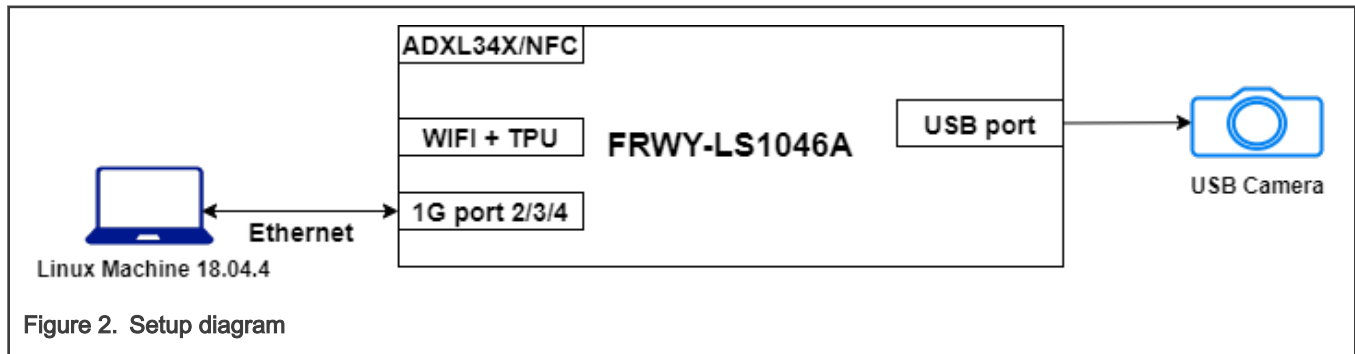 ADXL34X/NFC
WIFI + TPU
FRWY-LS1046A
USB port
1G port 2/3/4
Ethernet
Linux Machine 18.04.4
USB Camera
Figure 2. Setup diagram